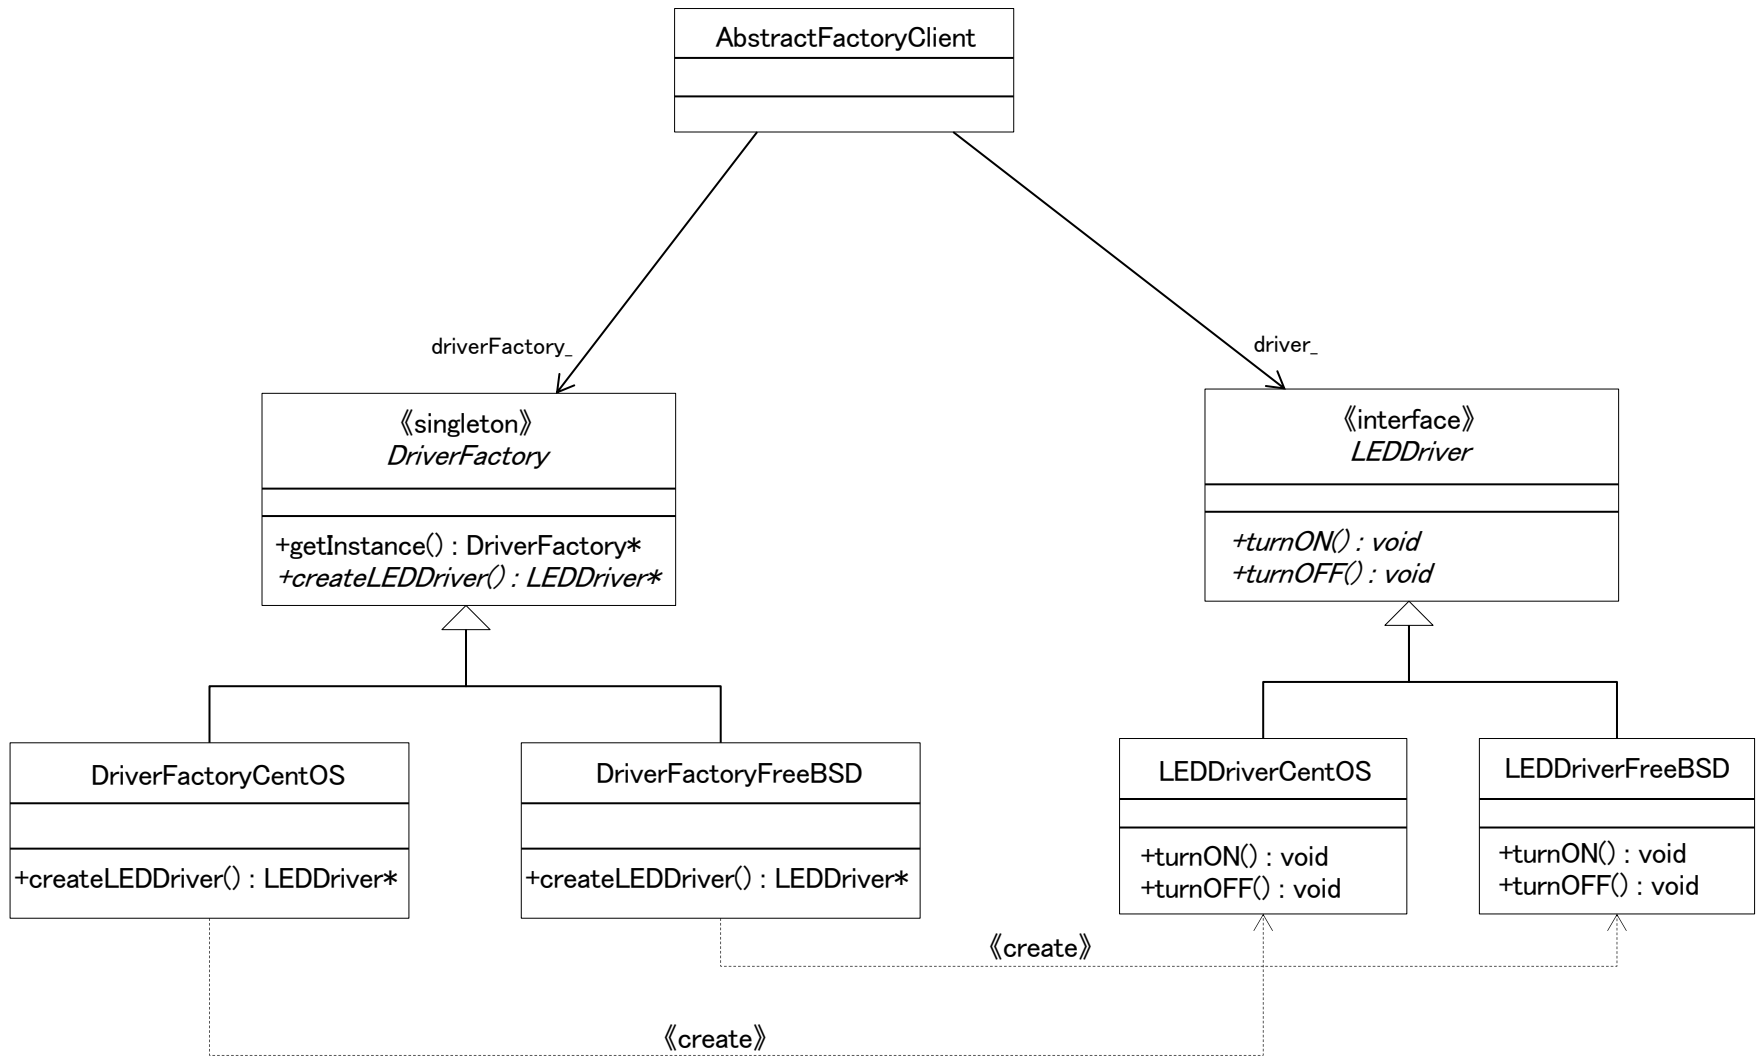 AbstractFactoryClient
driverFactory_
driver_
《singleton》
DriverFactory
+getInstance() : DriverFactory*
+createLEDDriver() : LEDDriver*
《interface》
LEDDriver
+turnON() : void
+turnOFF() : void
DriverFactoryCentOS
+createLEDDriver() : LEDDriver*
DriverFactoryFreeBSD
+createLEDDriver() : LEDDriver*
LEDDriverCentOS
+turnON() : void
+turnOFF() : void
LEDDriverFreeBSD
+turnON() : void
+turnOFF() : void
《create》
《create》